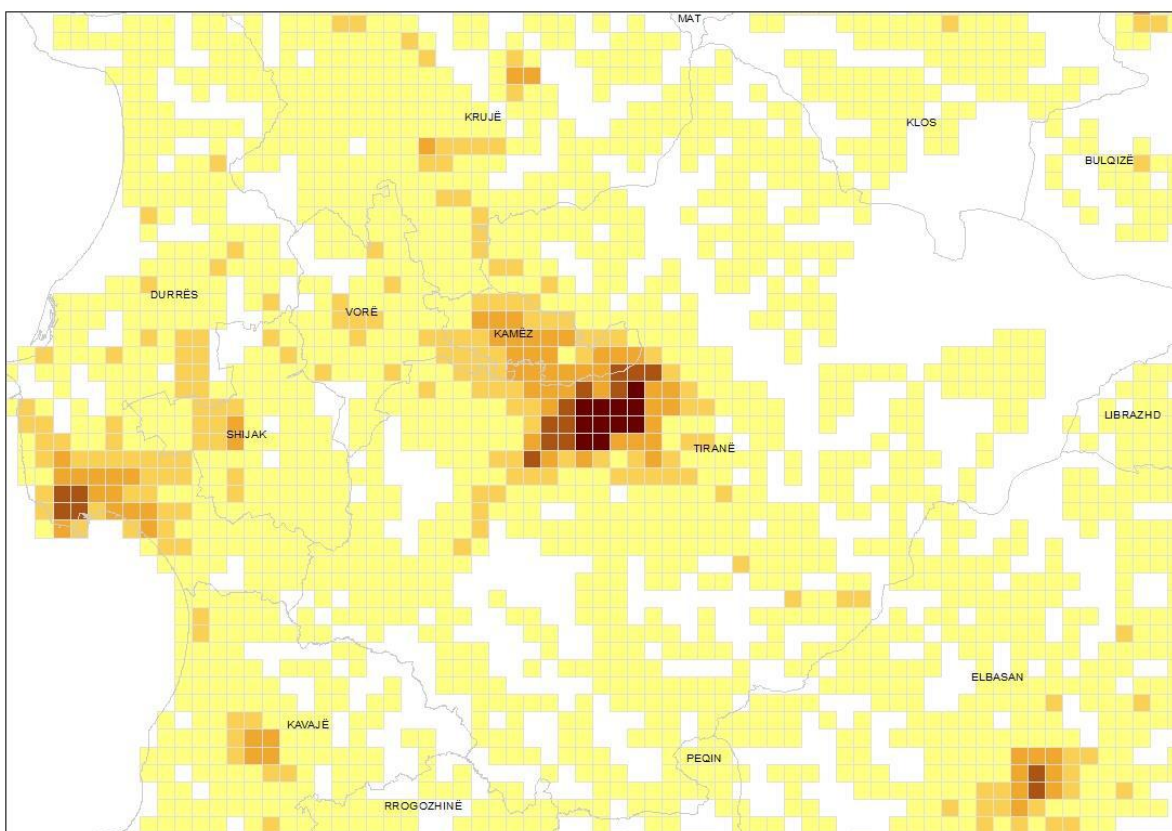 MAT
KRUJË
KLOS
BULQIZË
DURRËS
VORË
KAMËZ
LIBRAZHD
SHIJAK
TIRANË
ELBASAN
KAVAJË
PEQIN
RROGOZHINË